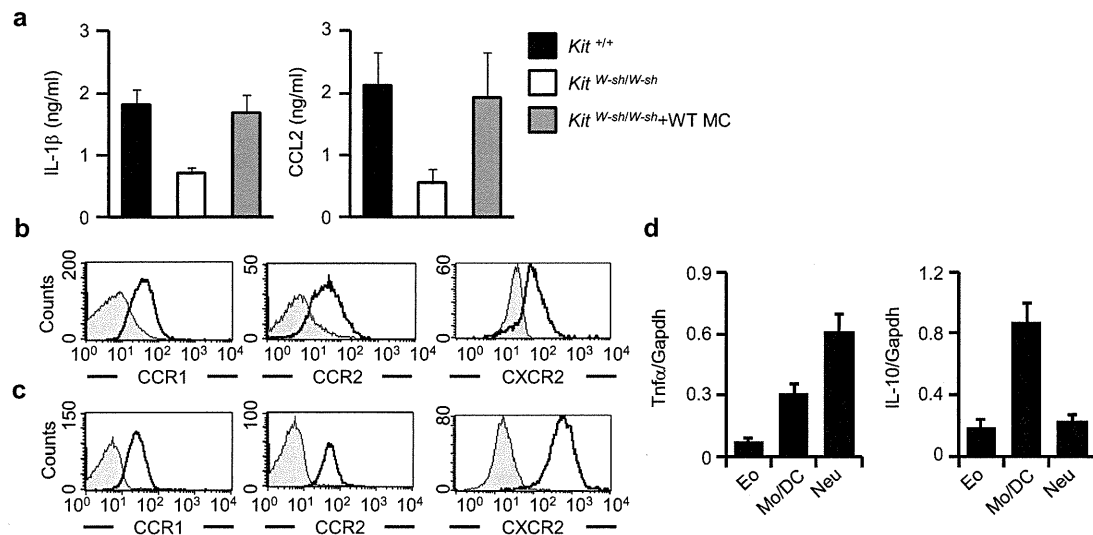 a
3
2
1
0
IL-1β (ng/ml)
3
2
1
0
CCL2 (ng/ml)
Kit +/+
Kit W-sh/W-sh
Kit W-sh/W-sh+WT MC
b
Counts
200
0
10^0 10^1 10^2 10^3 10^4
CCR1
50
0
10^0 10^1 10^2 10^3 10^4
CCR2
60
0
10^0 10^1 10^2 10^3 10^4
CXCR2
c
Counts
150
0
10^0 10^1 10^2 10^3 10^4
CCR1
100
0
10^0 10^1 10^2 10^3 10^4
CCR2
80
0
10^0 10^1 10^2 10^3 10^4
CXCR2
d
Tnfα/Gapdh
0.9
0.6
0.3
0
Eo Mo/DC Neu
IL-10/Gapdh
1.2
0.8
0.4
0
Eo Mo/DC Neu